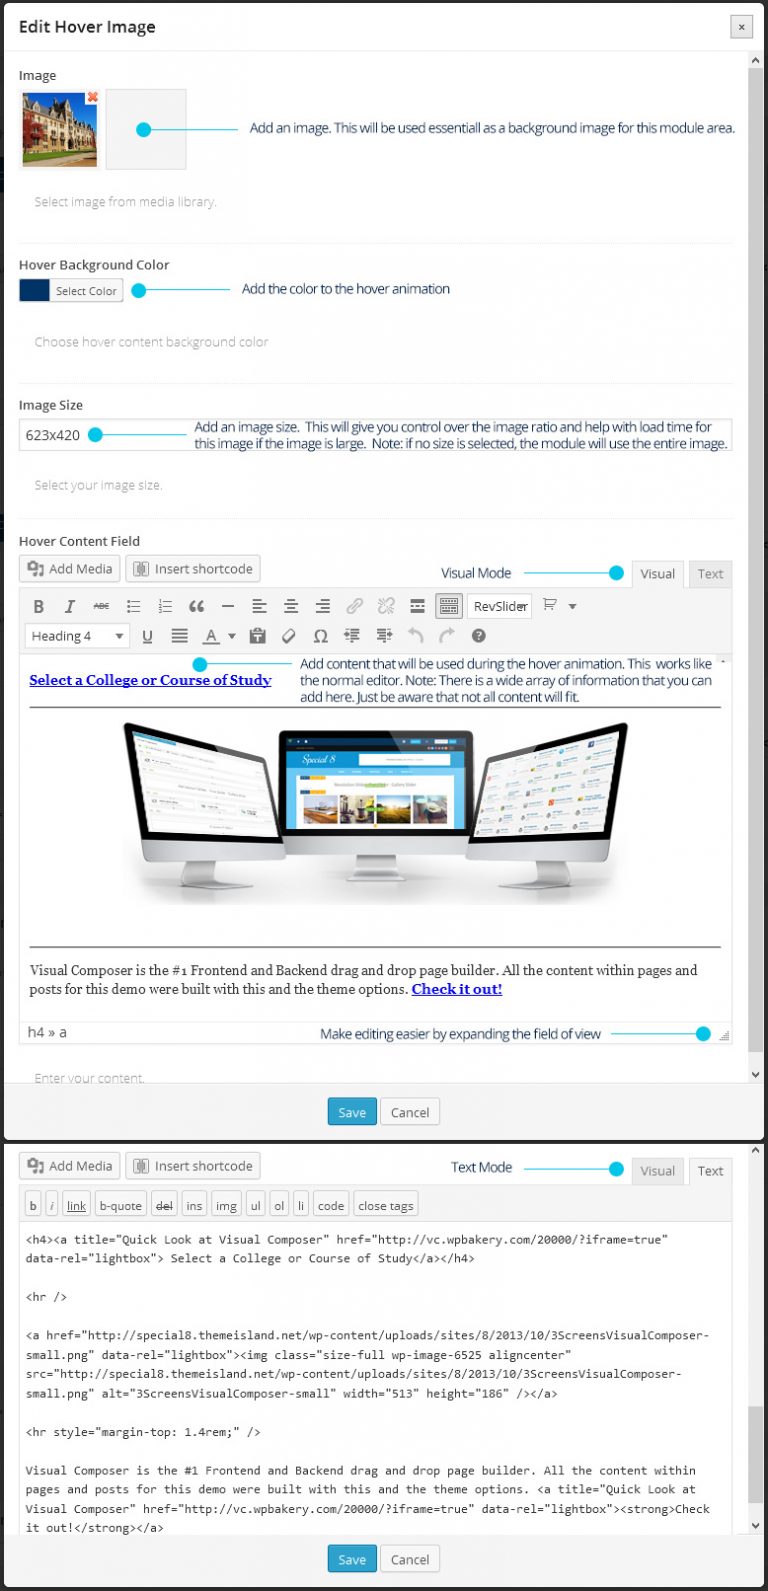 Edit Hover Image
×
Image
Add an image. This will be used essentiall as a background image for this module area.
Select image from media library.
Hover Background Color
Select Color
Add the color to the hover animation
Choose hover content background color
Image Size
623x420
Add an image size. This will give you control over the image ratio and help with load time for
this image if the image is large. Note: if no size is selected, the module will use the entire image.
Select your image size.
Hover Content Field
Add Media Insert shortcode
Visual Mode
Visual Text
B I ABC RevSlider
Heading 4 U A Ω
Add content that will be used during the hover animation. This works like
the normal editor. Note: There is a wide array of information that you can
add here. Just be aware that not all content will fit.
Select a College or Course of Study
Special 8
Visual Composer is the #1 Frontend and Backend drag and drop page builder. All the content within pages and
posts for this demo were built with this and the theme options. Check it out!
h4 » a
Make editing easier by expanding the field of view
Enter your content.
Save Cancel
Add Media Insert shortcode
Text Mode
Visual Text
b i link b-quote del ins img ul ol li code close tags
<h4><a title="Quick Look at Visual Composer" href="http://vc.wpbakery.com/20000/?iframe=true"
data-rel="lightbox"> Select a College or Course of Study</a></h4>
<hr />
<a href="http://special8.themeisland.net/wp-content/uploads/sites/8/2013/10/3ScreensVisualComposer-
small.png" data-rel="lightbox"><img class="size-full wp-image-6525 aligncenter"
src="http://special8.themeisland.net/wp-content/uploads/sites/8/2013/10/3ScreensVisualComposer-
small.png" alt="3ScreensVisualComposer-small" width="513" height="186" /></a>
<hr style="margin-top: 1.4rem;" />
Visual Composer is the #1 Frontend and Backend drag and drop page builder. All the content within
pages and posts for this demo were built with this and the theme options. <a title="Quick Look at
Visual Composer" href="http://vc.wpbakery.com/20000/?iframe=true" data-rel="lightbox"><strong>Check
it out!</strong></a>
Save Cancel